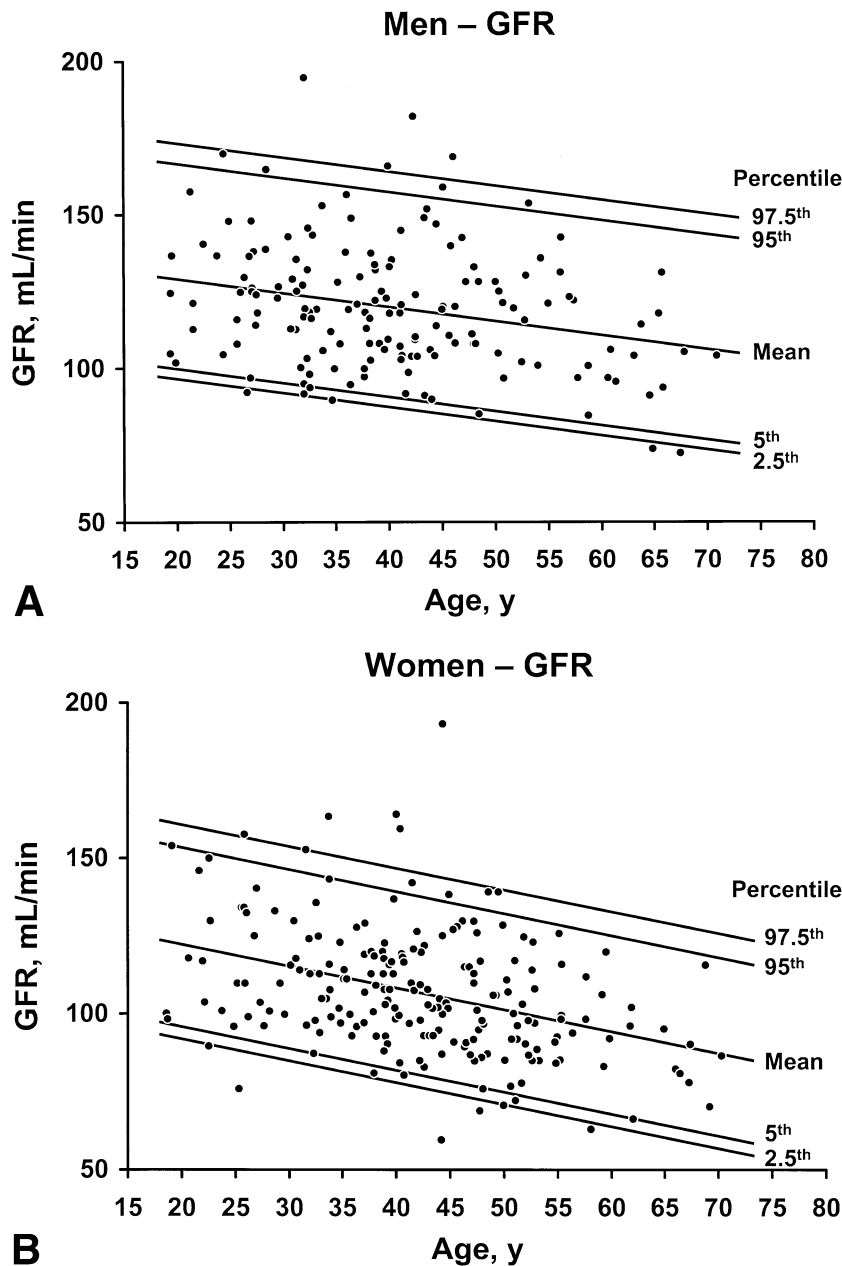 Men – GFR
200
150
100
50
GFR, mL/min
Percentile
97.5th
95th
Mean
5th
2.5th
15 20 25 30 35 40 45 50 55 60 65 70 75 80
Age, y
A
Women – GFR
200
150
100
50
GFR, mL/min
Percentile
97.5th
95th
Mean
5th
2.5th
15 20 25 30 35 40 45 50 55 60 65 70 75 80
Age, y
B